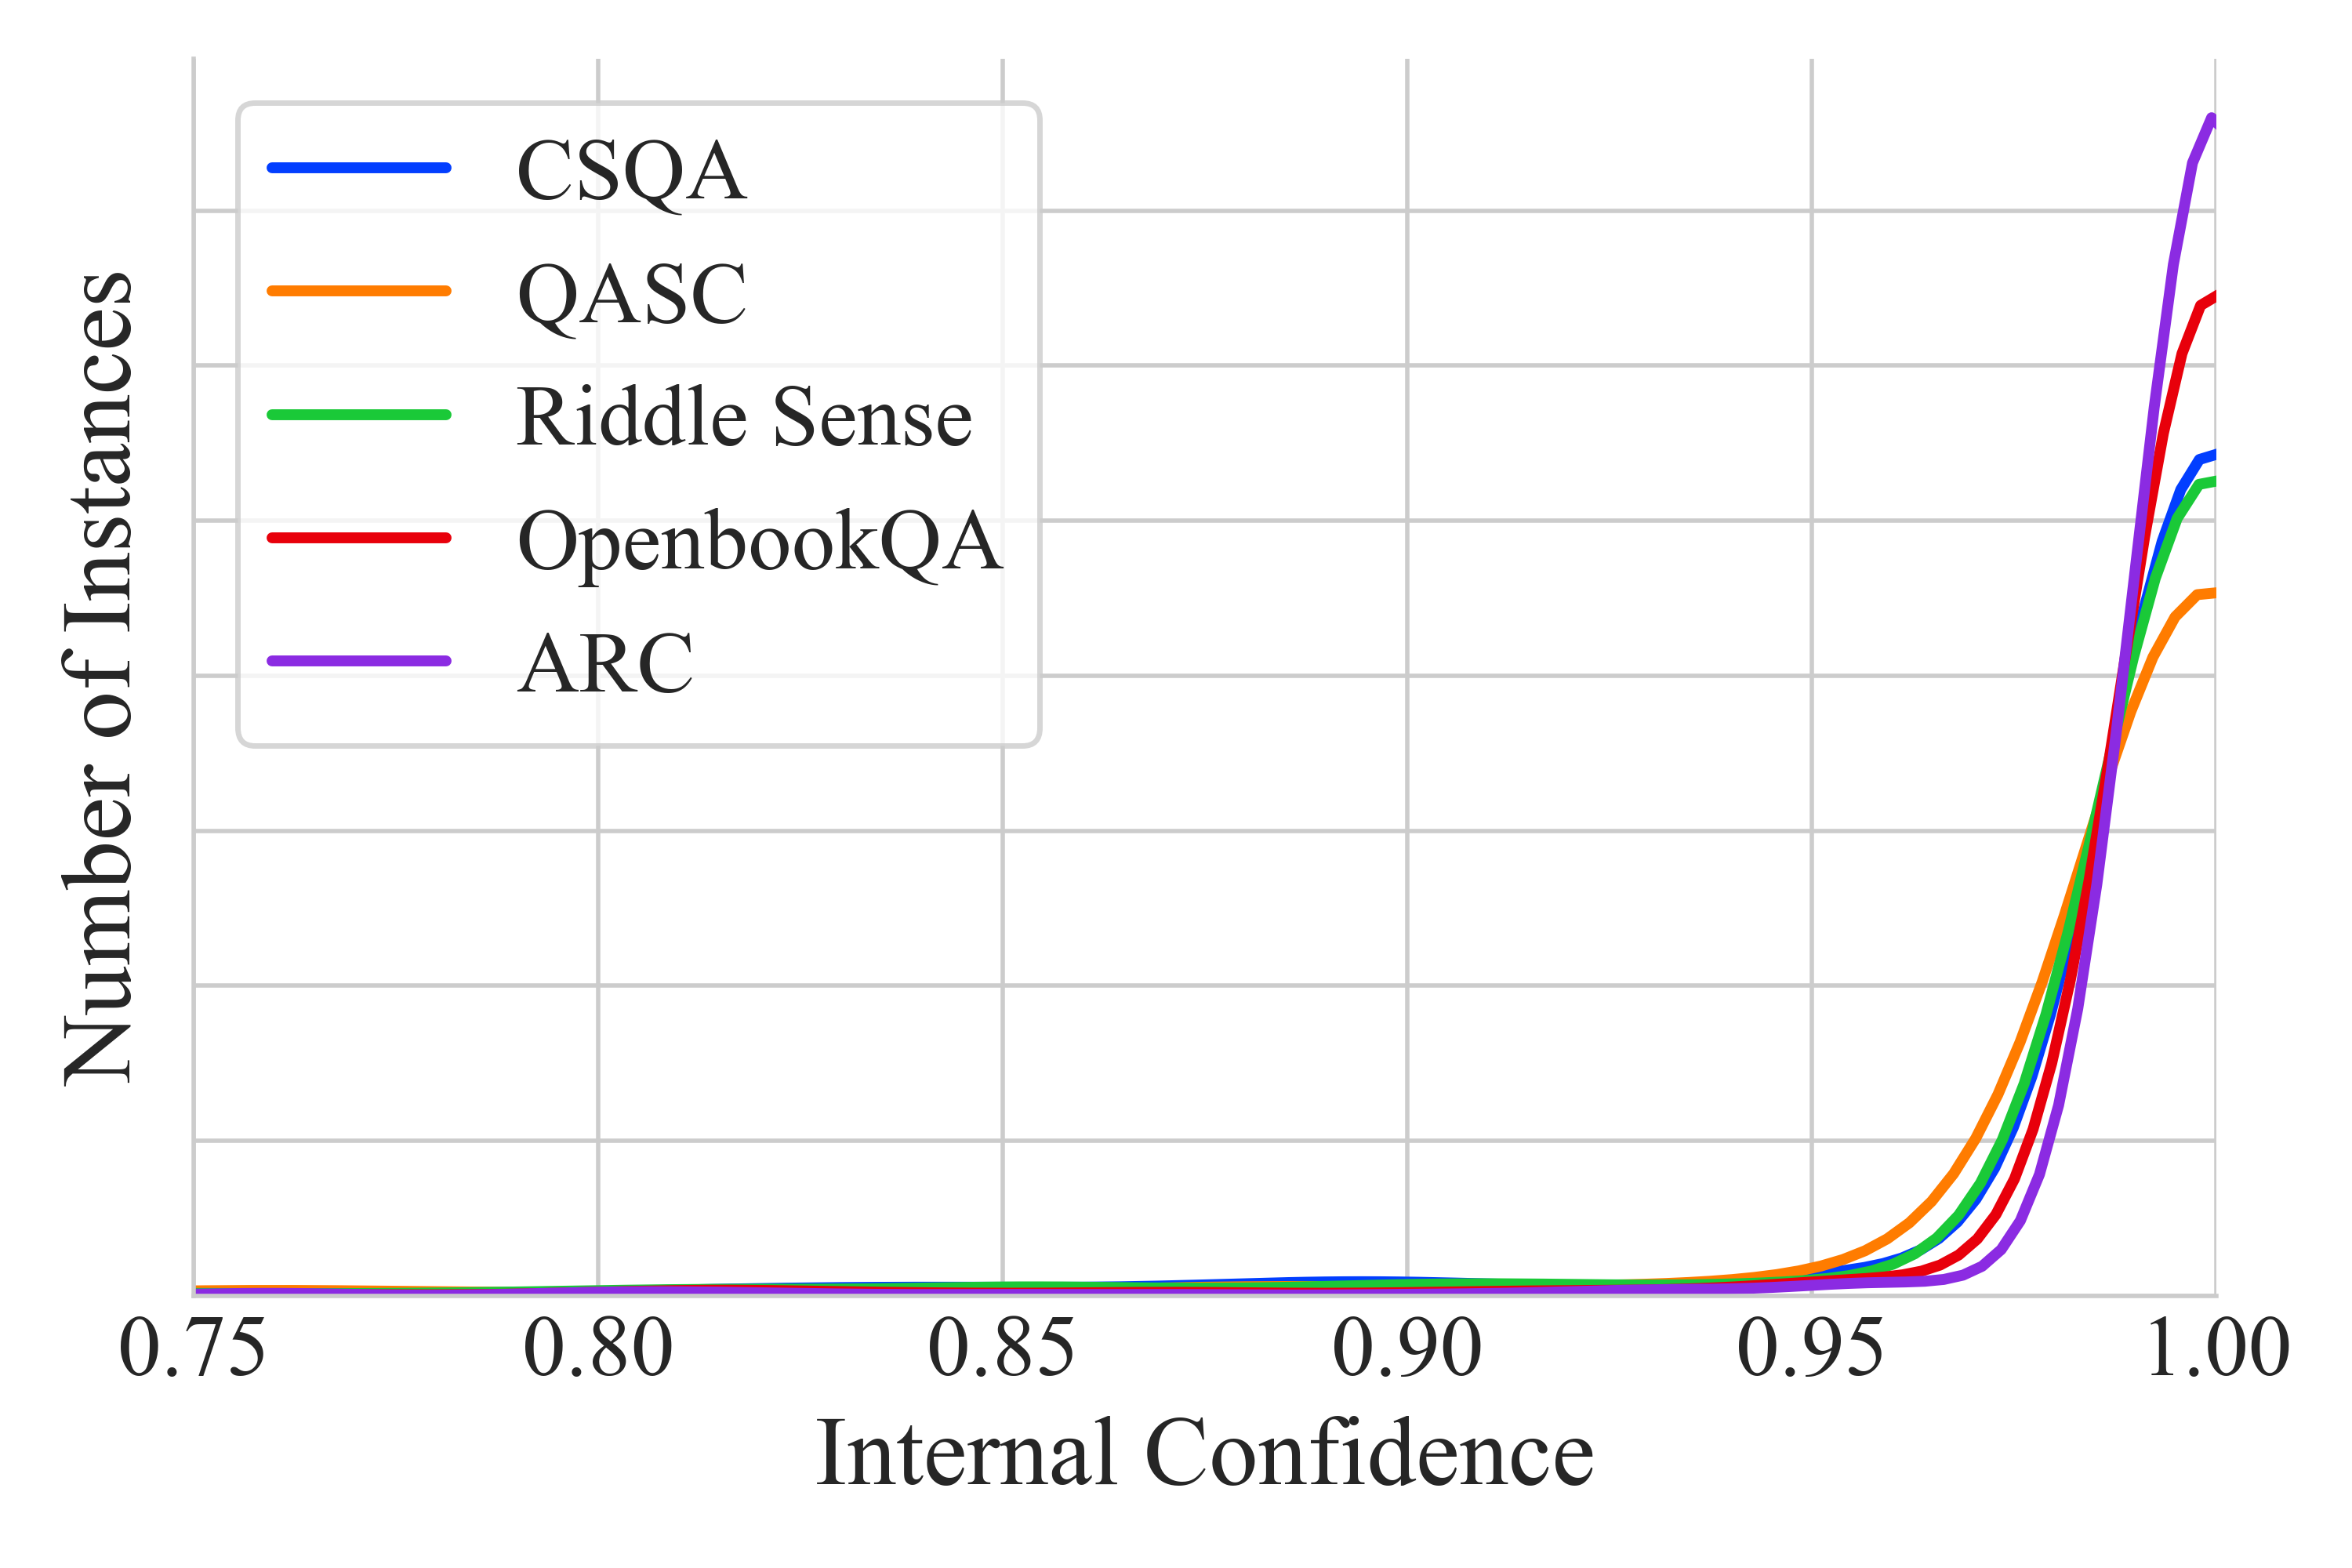 CSQA
QASC
Riddle Sense
OpenbookQA
ARC
Number of Instances
0.75 0.80 0.85 0.90 0.95 1.00
Internal Confidence